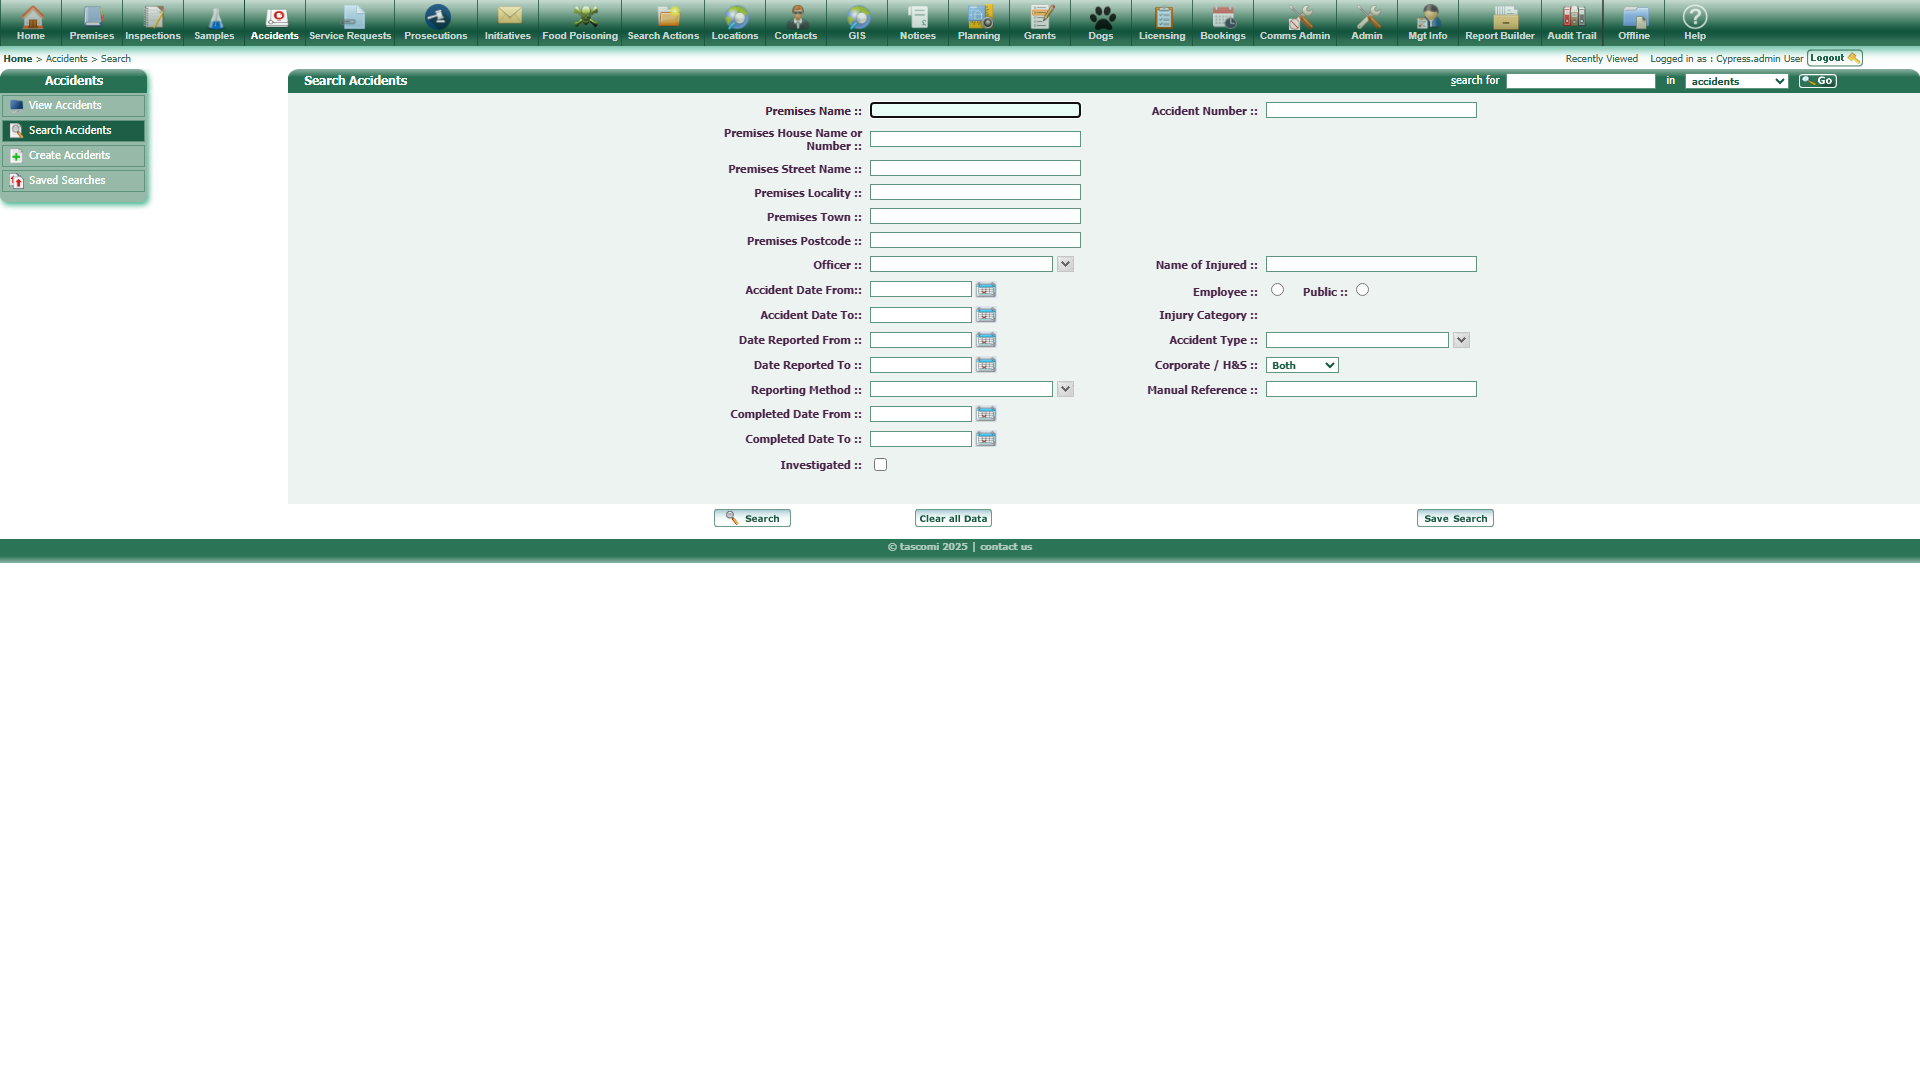 Home Premises Inspections Samples Accidents Service Requests Prosecutions Initiatives Food Poisoning Search Actions Locations Contacts GIS Notices Planning Grants Dogs Licensing Bookings Comms Admin Admin Mgt Info Report Builder Audit Trail Offline Help
Home > Accidents > Search
Recently Viewed Logged in as : Cypress.admin User Logout
Accidents
View Accidents
Search Accidents
Create Accidents
Saved Searches
Search Accidents
search for in accidents Go
Premises Name :: Accident Number ::
Premises House Name or
Number ::
Premises Street Name ::
Premises Locality ::
Premises Town ::
Premises Postcode ::
Officer :: Name of Injured ::
Accident Date From:: Employee :: Public ::
Accident Date To:: Injury Category ::
Date Reported From :: Accident Type ::
Date Reported To :: Corporate / H&S :: Both
Reporting Method :: Manual Reference ::
Completed Date From ::
Completed Date To ::
Investigated ::
Search Clear all Data Save Search
© tascomi 2025 | contact us